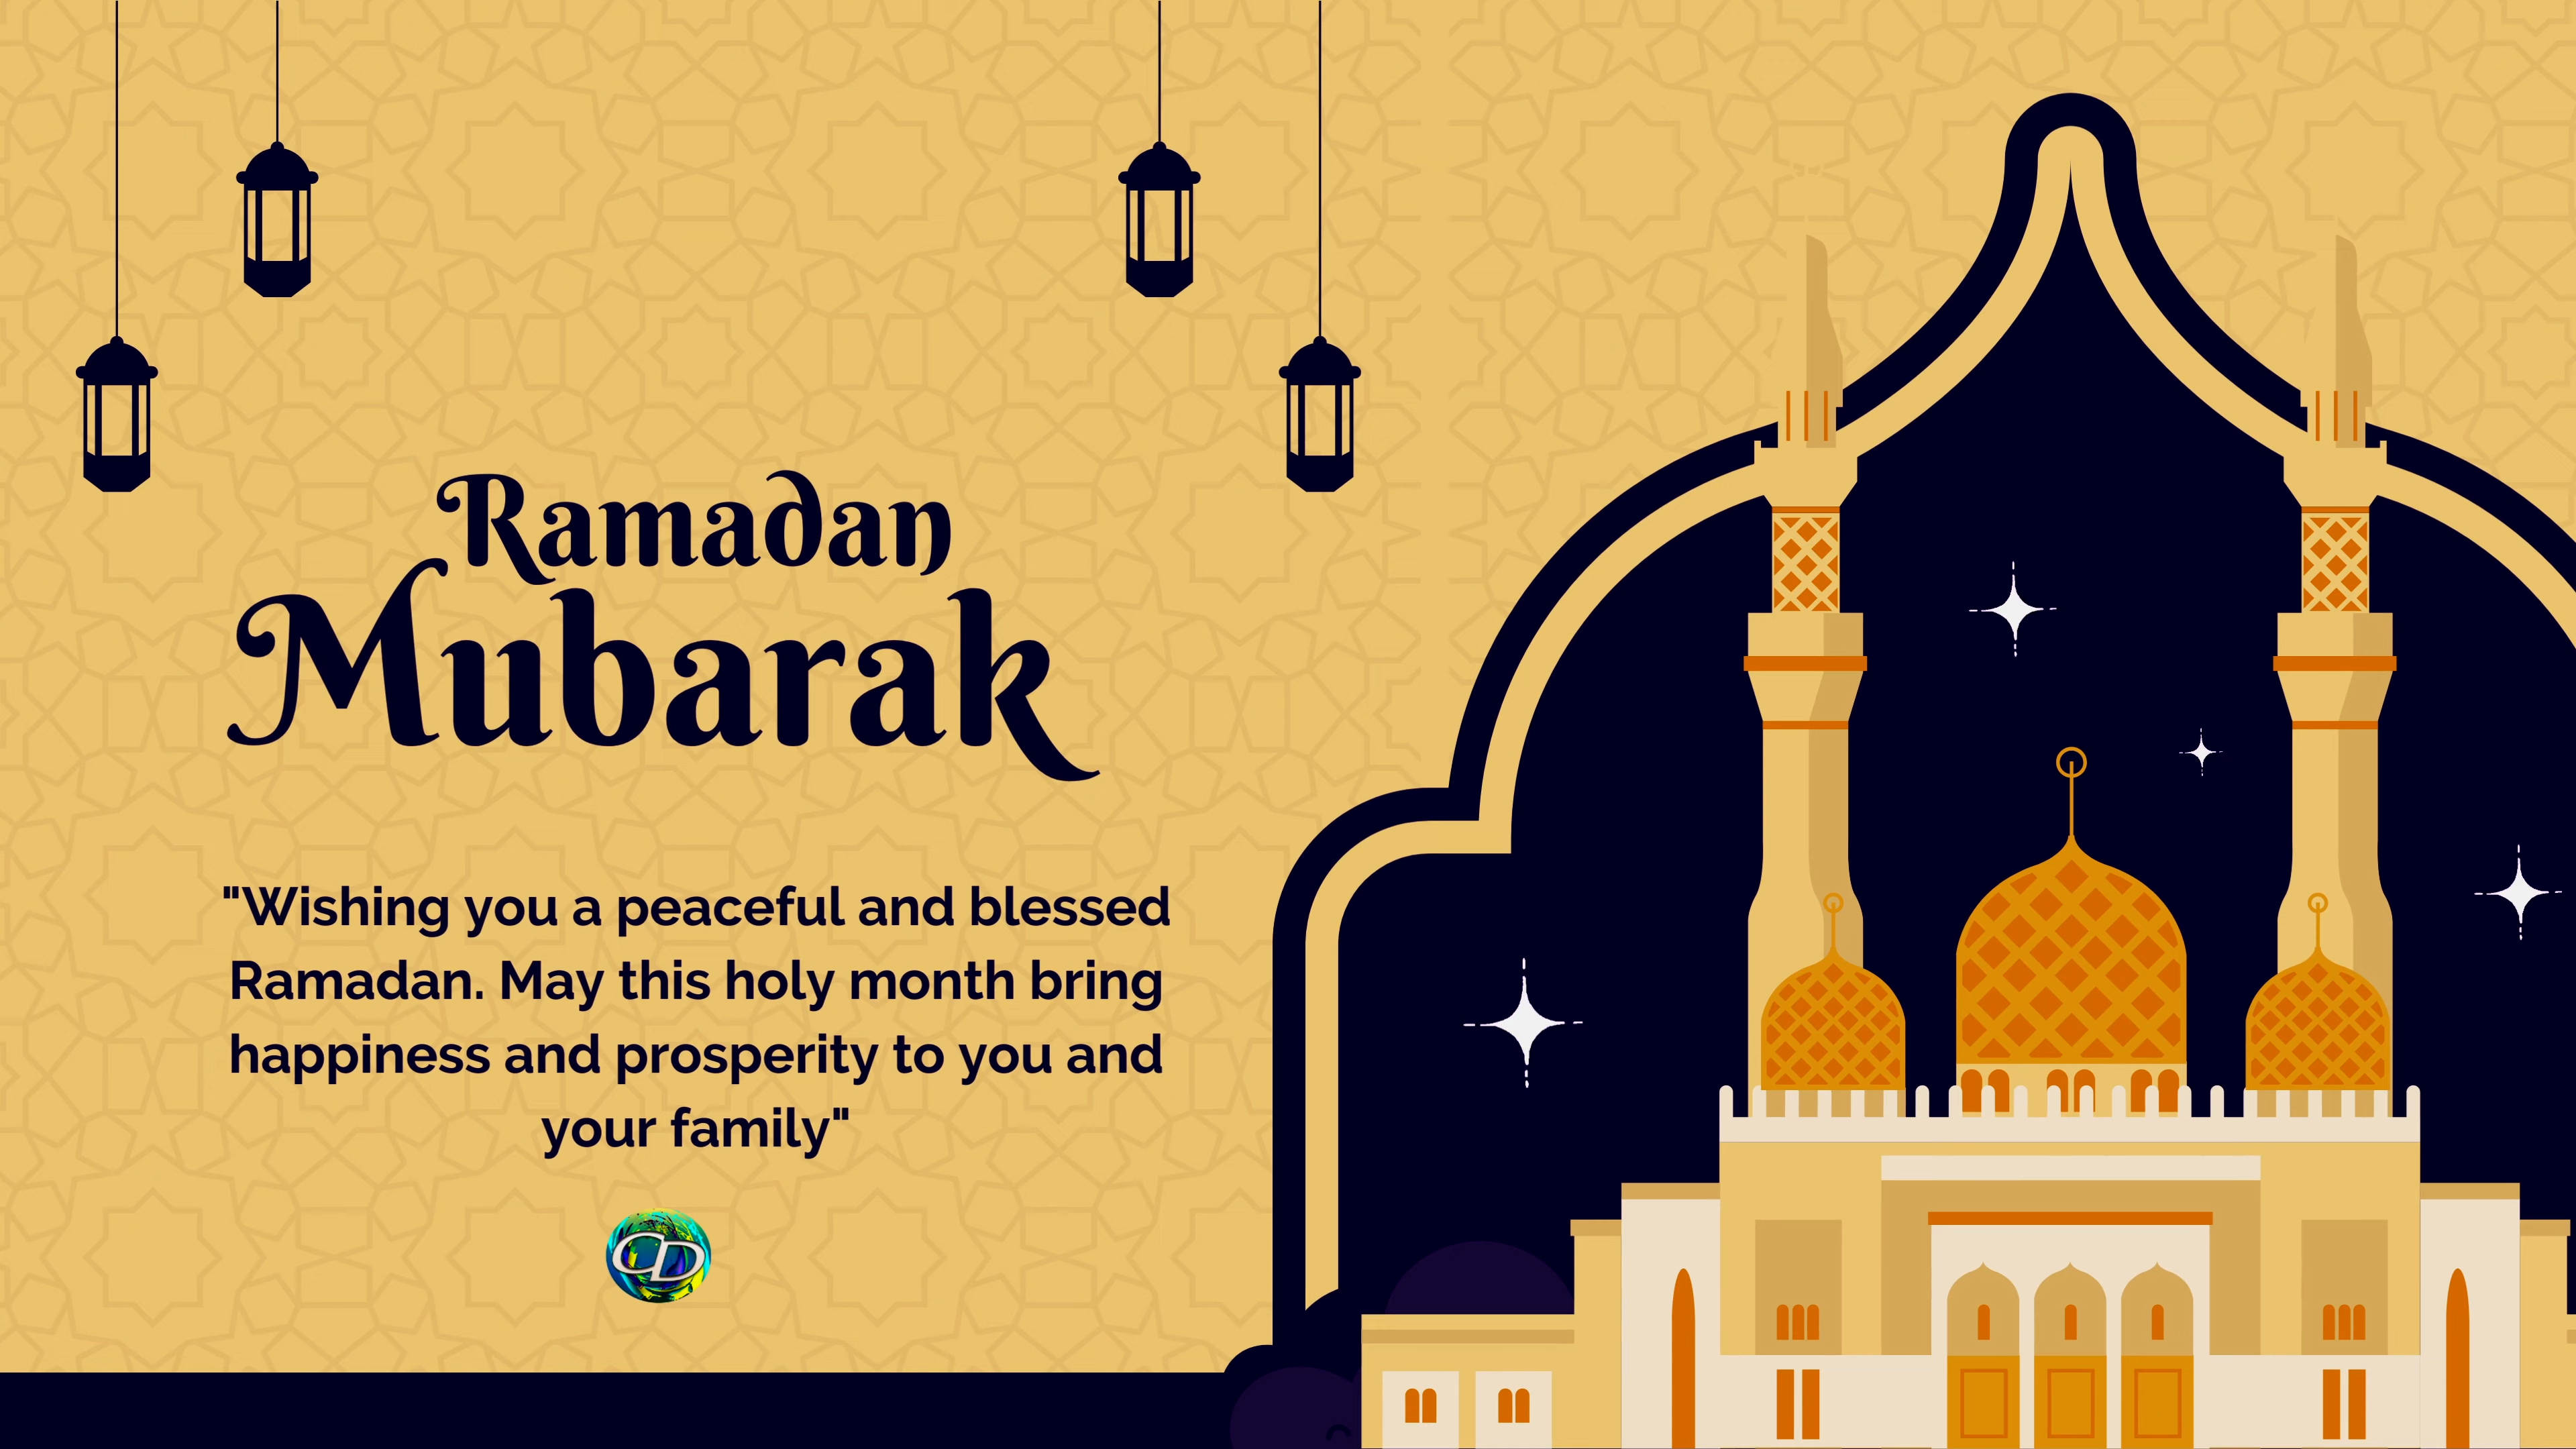 Ramadan
Mubarak
"Wishing you a peaceful and blessed
Ramadan. May this holy month bring
happiness and prosperity to you and
your family"
CD